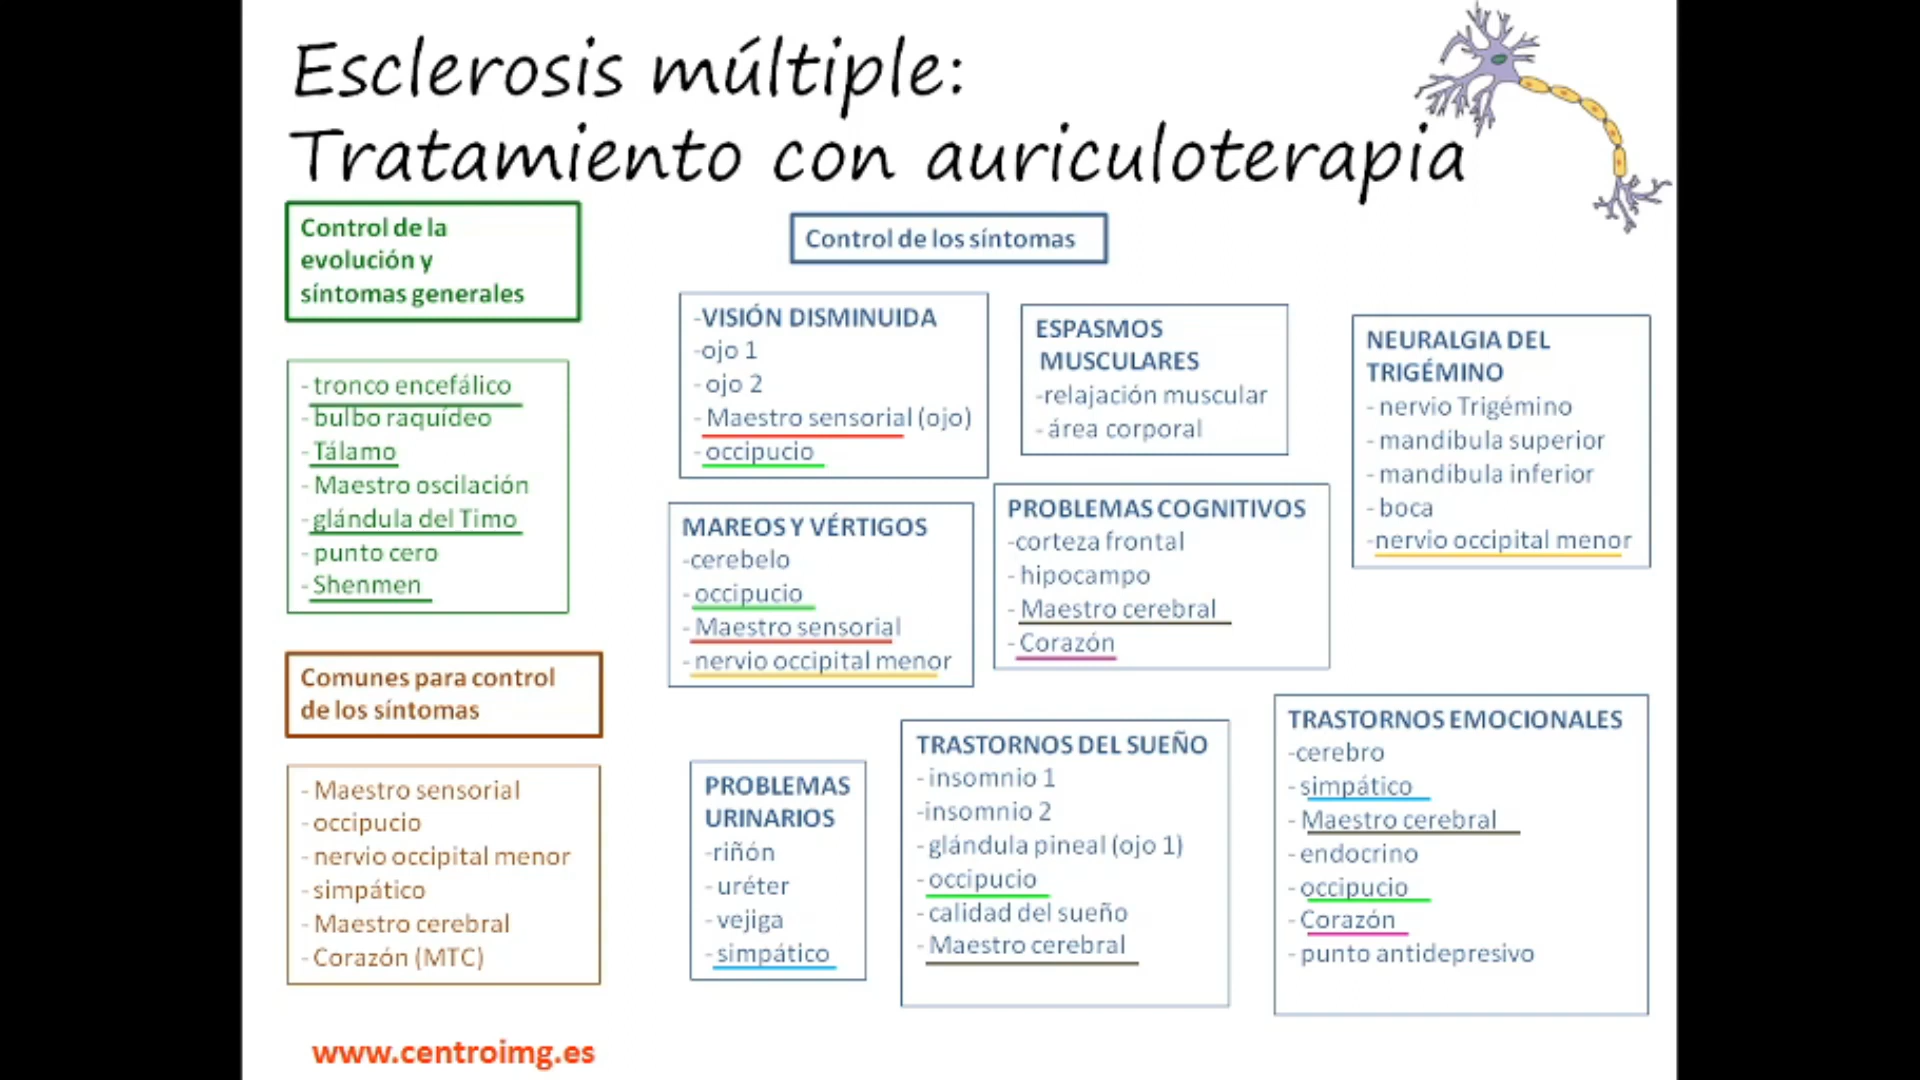 Esclerosis múltiple:
Tratamiento con auriculoterapia
Control de la
evolución y
síntomas generales
- tronco encefálico
- bulbo raquídeo
- Tálamo
- Maestro oscilación
- glándula del Timo
- punto cero
- Shenmen
Comunes para control
de los síntomas
- Maestro sensorial
- occipucio
- nervio occipital menor
- simpático
- Maestro cerebral
- Corazón (MTC)
www.centroimg.es
Control de los síntomas
-VISIÓN DISMINUIDA
-ojo 1
- ojo 2
- Maestro sensorial (ojo)
- occipucio
ESPASMOS
MUSCULARES
-relajación muscular
- área corporal
NEURALGIA DEL
TRIGÉMINO
- nervio Trigémino
- mandíbula superior
- mandíbula inferior
- boca
-nervio occipital menor
MAREOS Y VÉRTIGOS
-cerebelo
- occipucio
- Maestro sensorial
- nervio occipital menor
PROBLEMAS COGNITIVOS
-corteza frontal
- hipocampo
- Maestro cerebral
- Corazón
PROBLEMAS
URINARIOS
-riñón
- uréter
- vejiga
- simpático
TRASTORNOS DEL SUEÑO
- insomnio 1
-insomnio 2
- glándula pineal (ojo 1)
- occipucio
- calidad del sueño
- Maestro cerebral
TRASTORNOS EMOCIONALES
-cerebro
- simpático
- Maestro cerebral
- endocrino
- occipucio
- Corazón
- punto antidepresivo